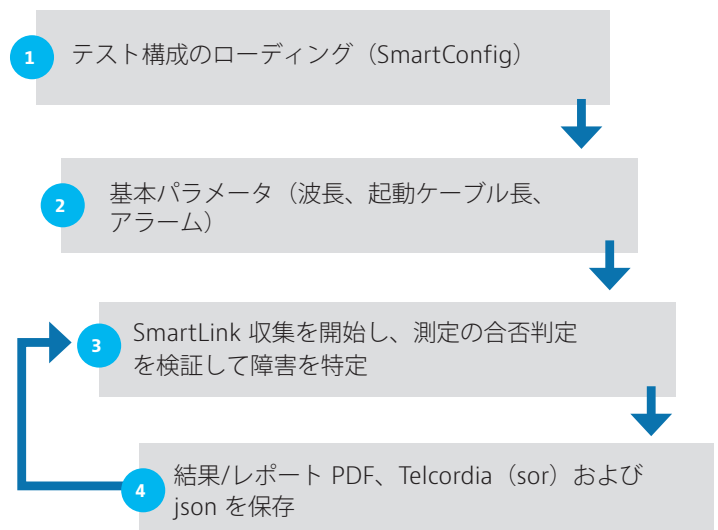 1
テスト構成のローディング（SmartConfig）
2
基本パラメータ（波長、起動ケーブル長、
アラーム）
3
SmartLink 収集を開始し、測定の合否判定
を検証して障害を特定
4
結果/レポート PDF、Telcordia（sor）および
json を保存